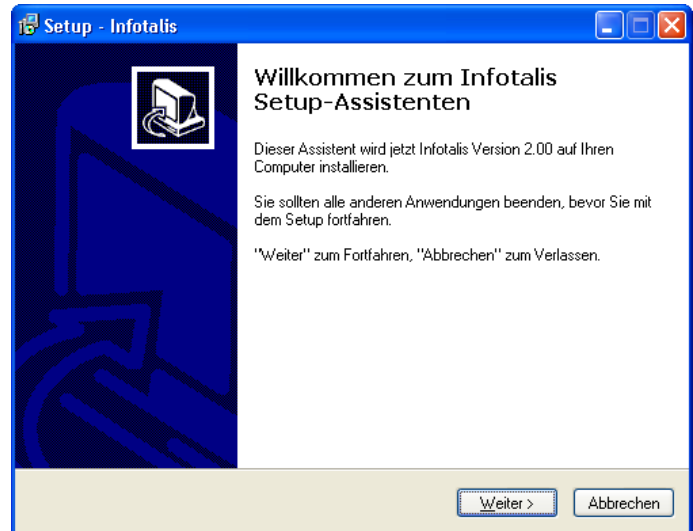 Setup - Infotalis
Willkommen zum Infotalis
Setup-Assistenten
Dieser Assistent wird jetzt Infotalis Version 2.00 auf Ihren
Computer installieren.
Sie sollten alle anderen Anwendungen beenden, bevor Sie mit
dem Setup fortfahren.
"Weiter" zum Fortfahren, "Abbrechen" zum Verlassen.
Weiter >
Abbrechen